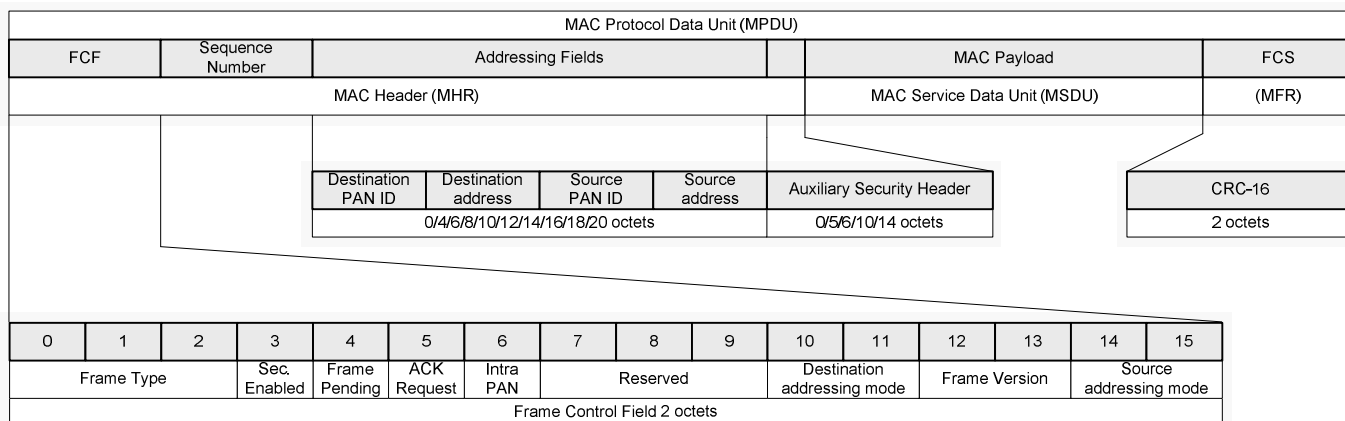 MAC Protocol Data Unit (MPDU)
FCF
Sequence
Number
Addressing Fields
MAC Payload
FCS
MAC Header (MHR)
MAC Service Data Unit (MSDU)
(MFR)
Destination
PAN ID
Destination
address
Source
PAN ID
Source
address
Auxiliary Security Header
CRC-16
0/4/6/8/10/12/14/16/18/20 octets
0/5/6/10/14 octets
2 octets
0 1 2 3 4 5 6 7 8 9 10 11 12 13 14 15
Frame Type
Sec.
Enabled
Frame
Pending
ACK
Request
Intra
PAN
Reserved
Destination
addressing mode
Frame Version
Source
addressing mode
Frame Control Field 2 octets